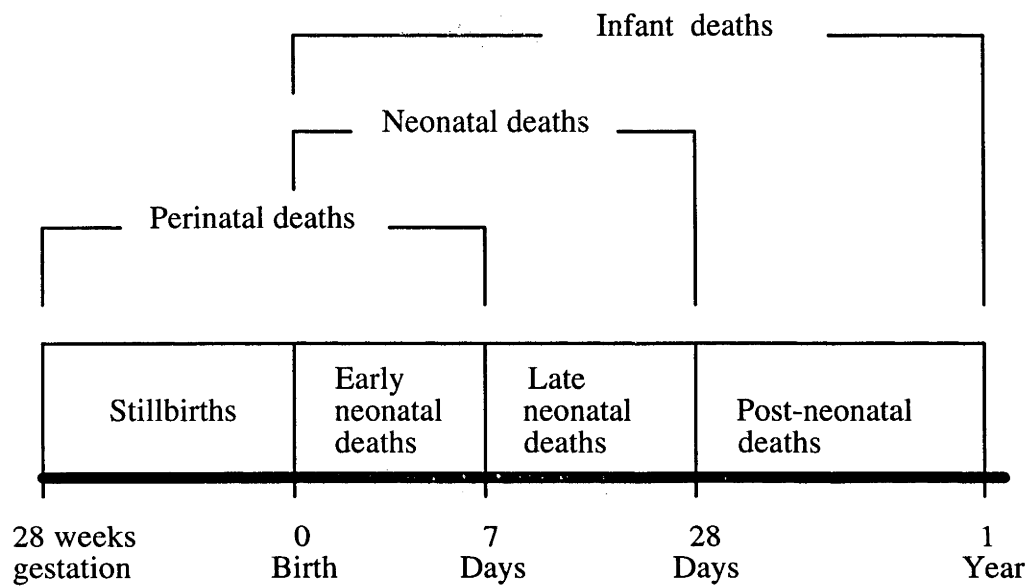 Infant deaths
Neonatal deaths
Perinatal deaths
Stillbirths
Early
neonatal
deaths
Late
neonatal
deaths
Post-neonatal
deaths
28 weeks
gestation
0
Birth
7
Days
28
Days
1
Year